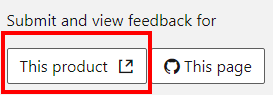 Submit and view feedback for
This product
This page